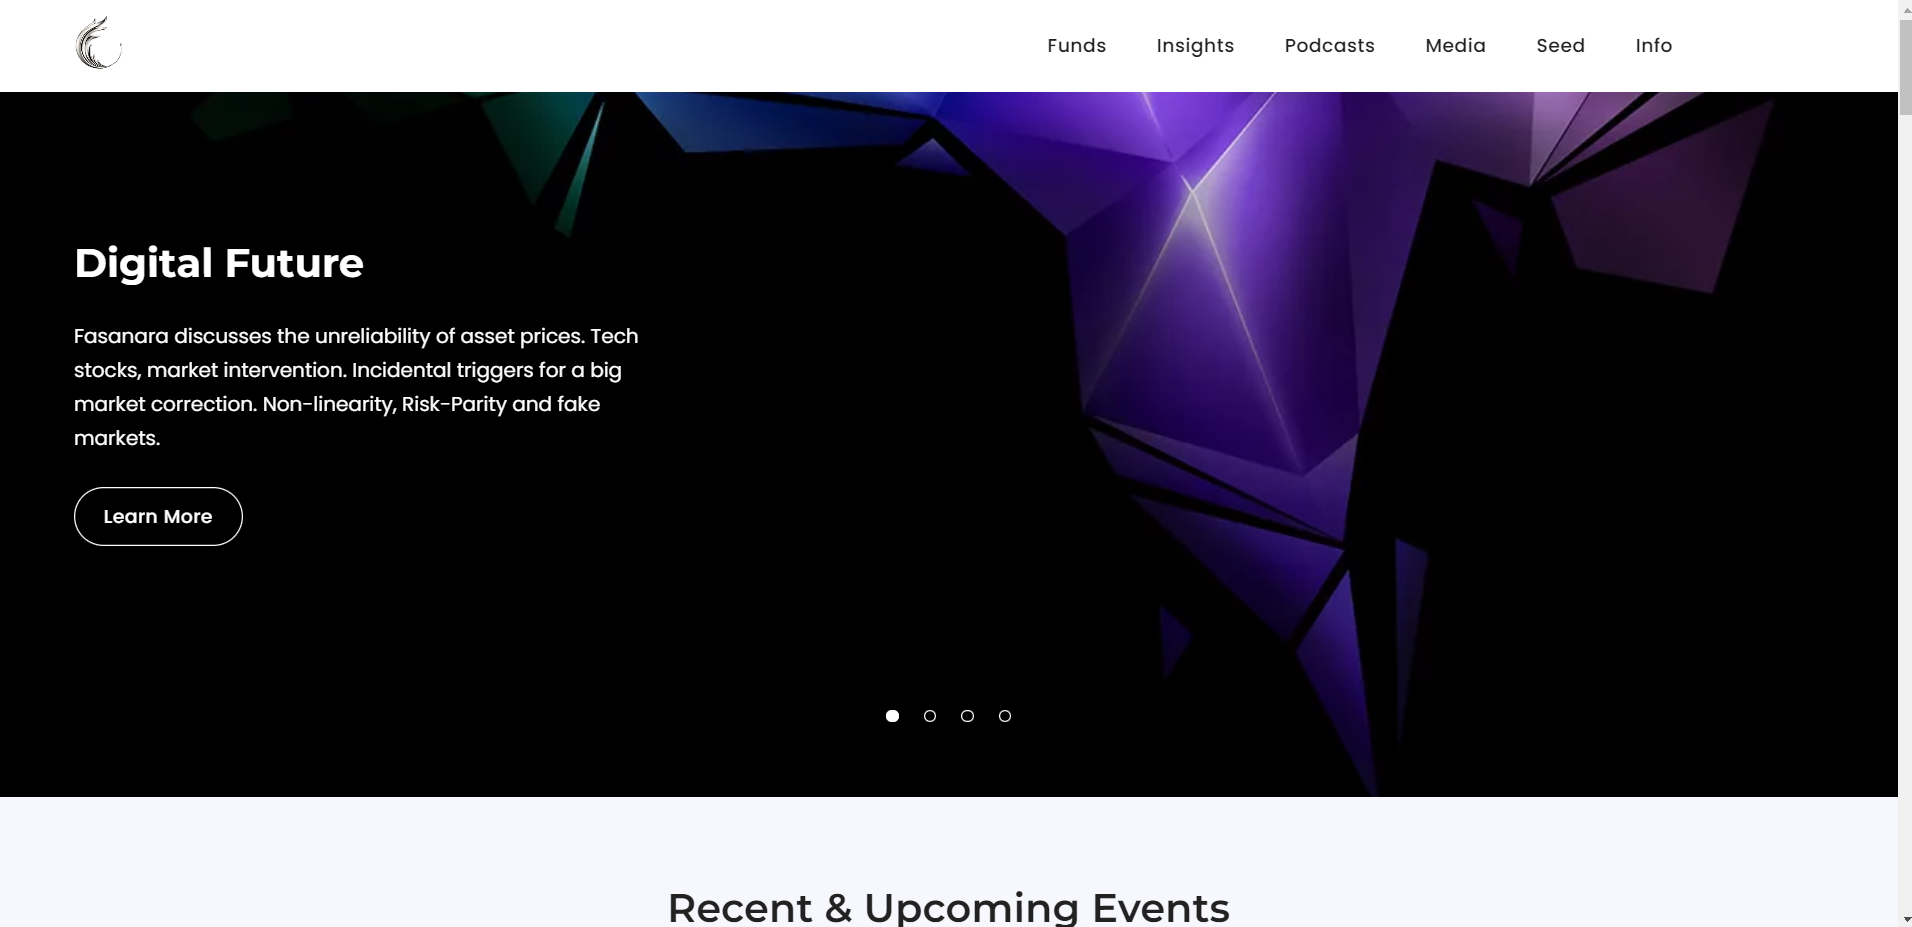 Funds Insights Podcasts Media Seed Info
Digital Future
Fasanara discusses the unreliability of asset prices. Tech
stocks, market intervention. Incidental triggers for a big
market correction. Non-linearity, Risk-Parity and fake
markets.
Learn More
Recent & Upcoming Events